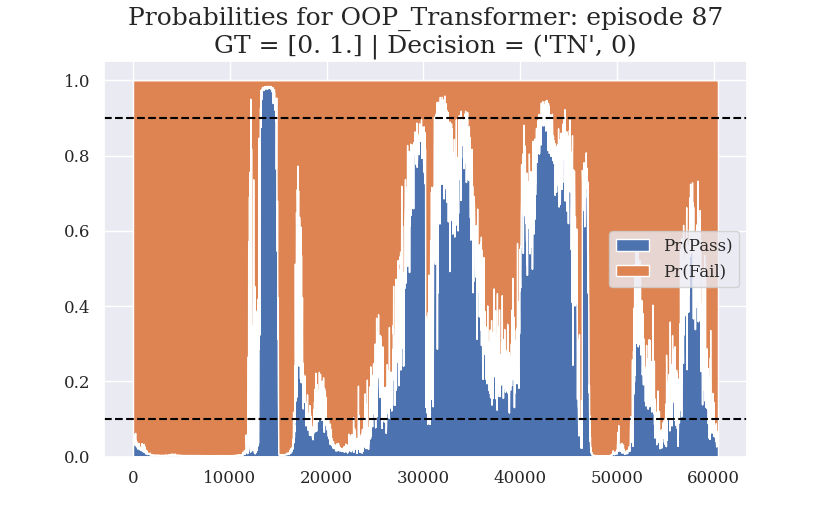 Probabilities for OOP_Transformer: episode 87
GT = [0. 1.] | Decision = ('TN', 0)
1.0
0.8
0.6
0.4
0.2
0.0
Pr(Pass)
Pr(Fail)
0 10000 20000 30000 40000 50000 60000